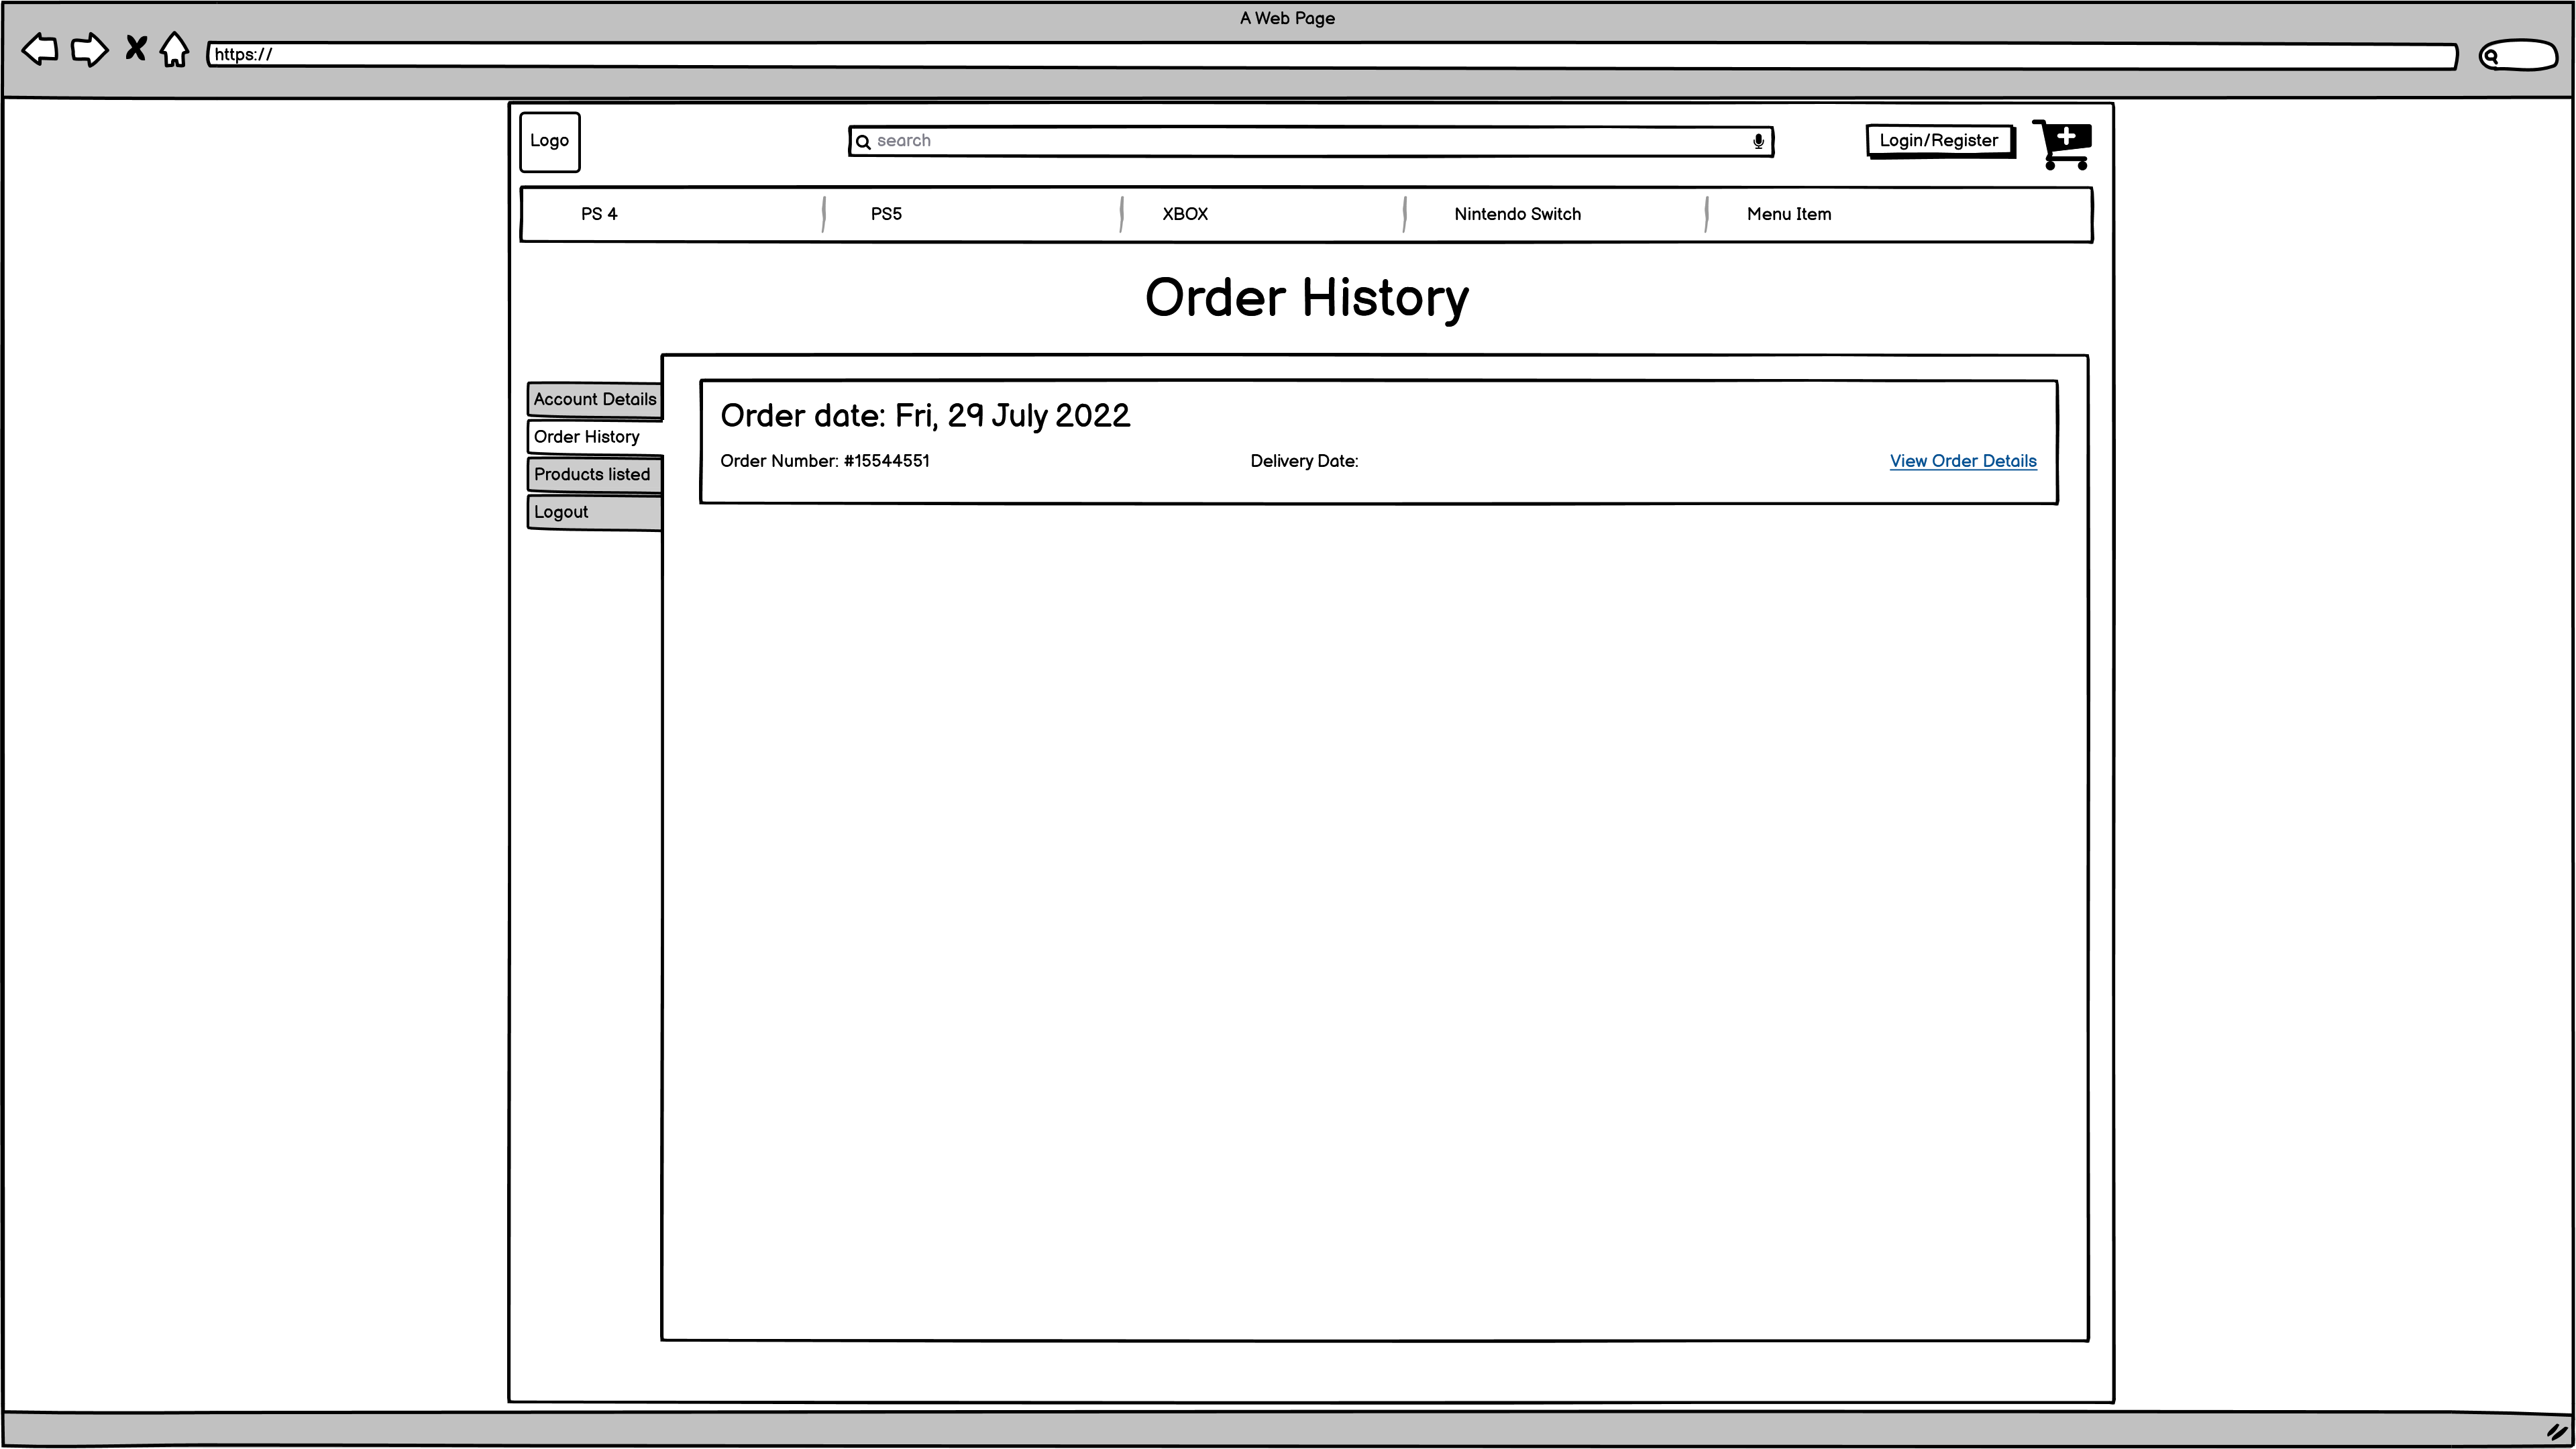 A Web Page
https://
Logo
search
Login/Register
PS 4
PS5
XBOX
Nintendo Switch
Menu Item
Order History
Account Details
Order History
Products listed
Logout
Order date: Fri, 29 July 2022
Order Number: #15544551
Delivery Date:
View Order Details